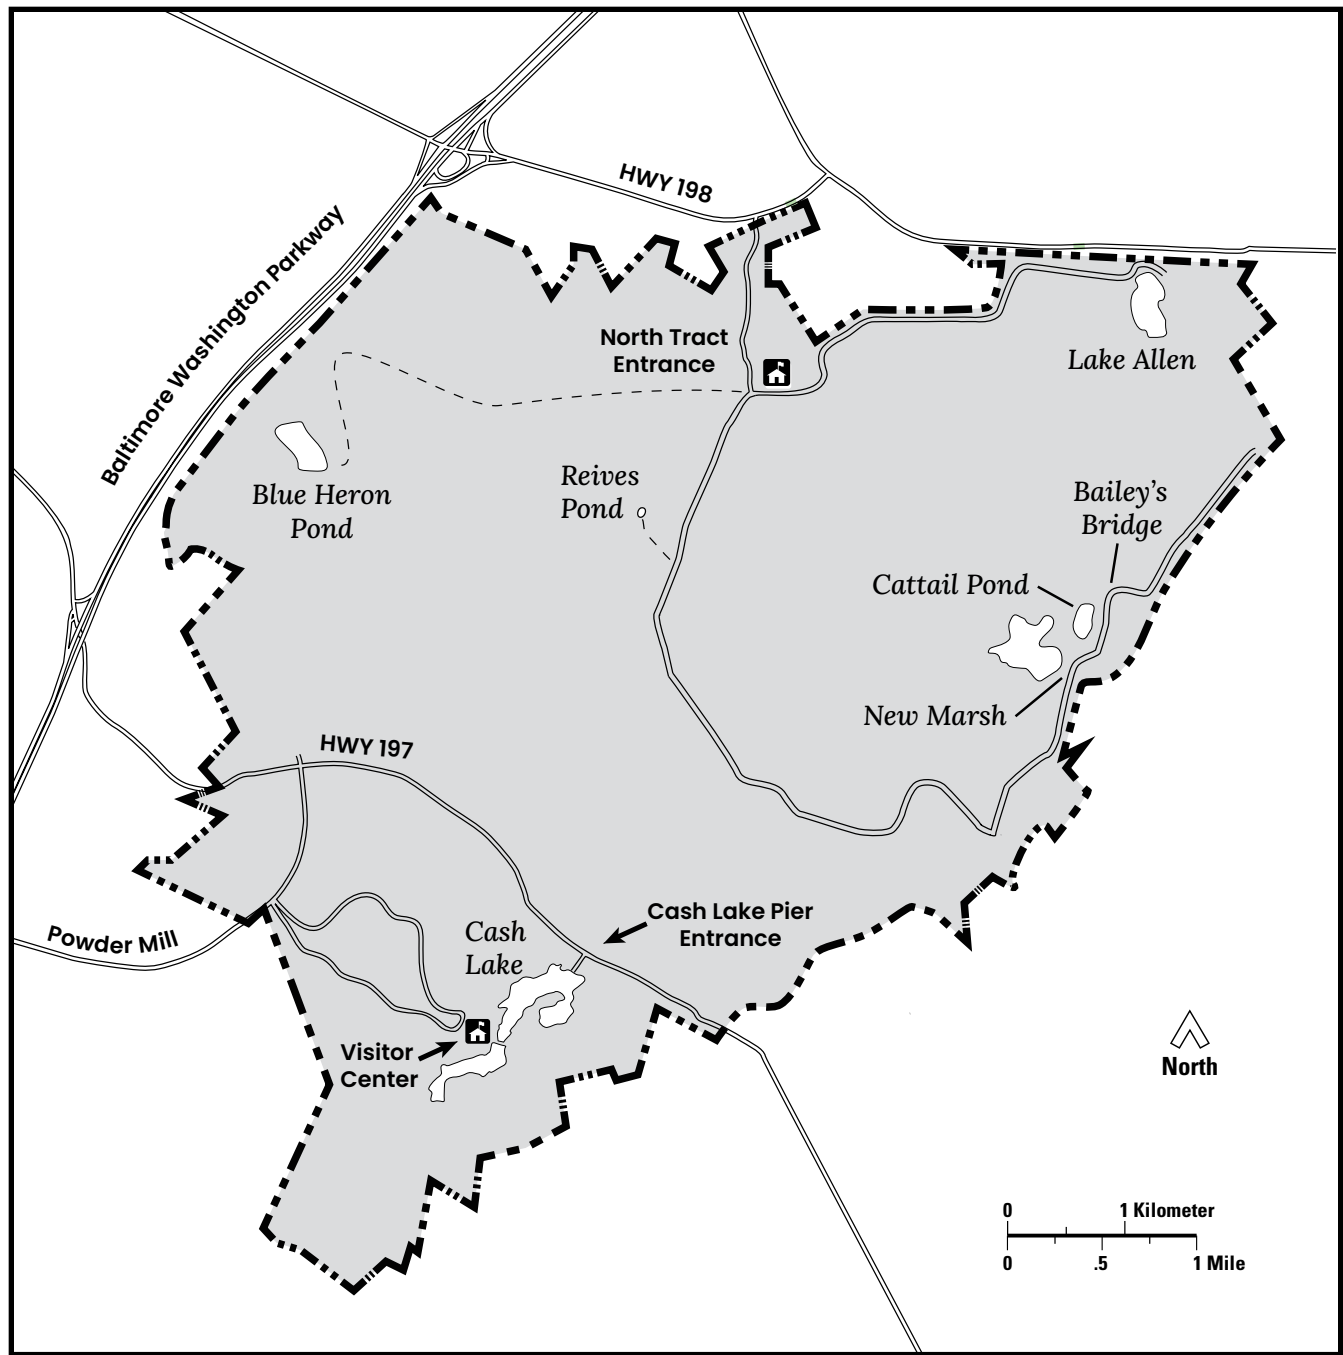 HWY 198
Baltimore Washington Parkway
North Tract
Entrance
Lake Allen
Blue Heron
Pond
Reives
Pond
Bailey's
Bridge
Cattail Pond
New Marsh
HWY 197
Powder Mill
Cash
Lake
Cash Lake Pier
Entrance
Visitor
Center
North
0 1 Kilometer
0 .5 1 Mile